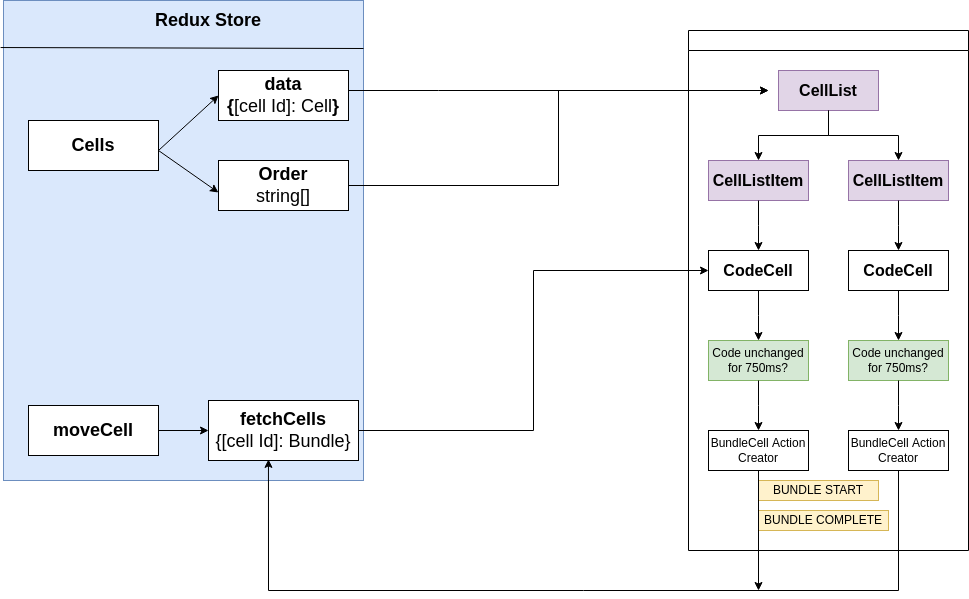 Redux Store
Cells
data
{[cell Id]: Cell}
Order
string[]
moveCell
fetchCells
{[cell Id]: Bundle}
CellList
CellListItem
CellListItem
CodeCell
CodeCell
Code unchanged
for 750ms?
Code unchanged
for 750ms?
BundleCell Action
Creator
BundleCell Action
Creator
BUNDLE START
BUNDLE COMPLETE